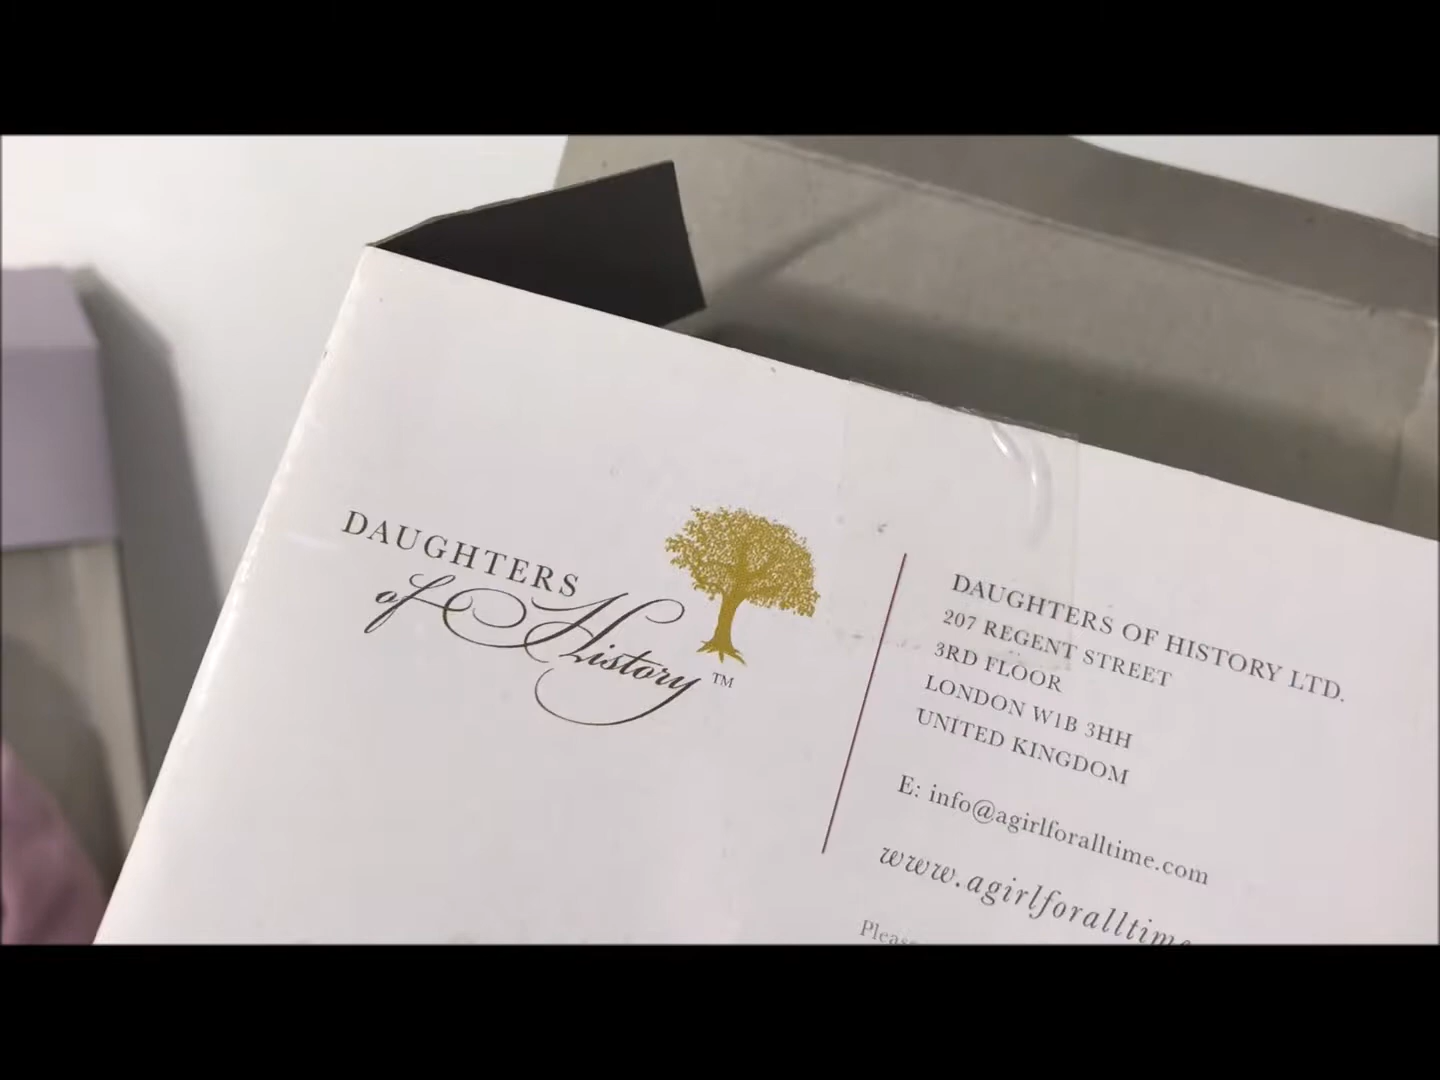 DAUGHTERS
of History™
DAUGHTERS OF HISTORY LTD.
207 REGENT STREET
3RD FLOOR
LONDON W1B 3HH
UNITED KINGDOM
E: info@agirlforalltime.com
www.agirlforalltime